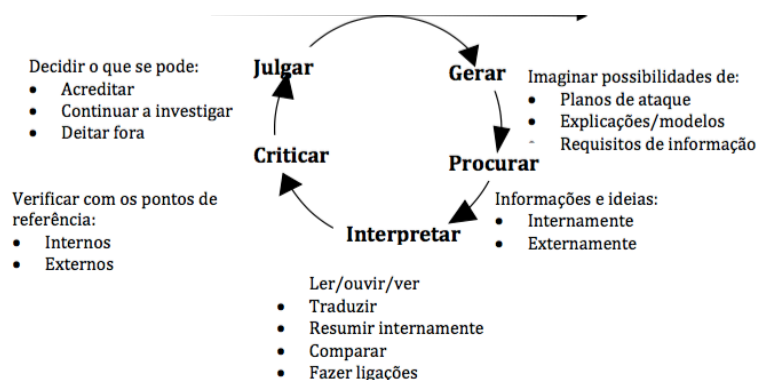 Julgar
Decidir o que se pode:
• Acreditar
• Continuar a investigar
• Deitar fora
Gerar
Imaginar possibilidades de:
• Planos de ataque
• Explicações/modelos
• Requisitos de informação
Procurar
Informações e ideias:
• Internamente
• Externamente
Interpretar
Ler/ouvir/ver
• Traduzir
• Resumir internamente
• Comparar
• Fazer ligações
Criticar
Verificar com os pontos de
referência:
• Internos
• Externos